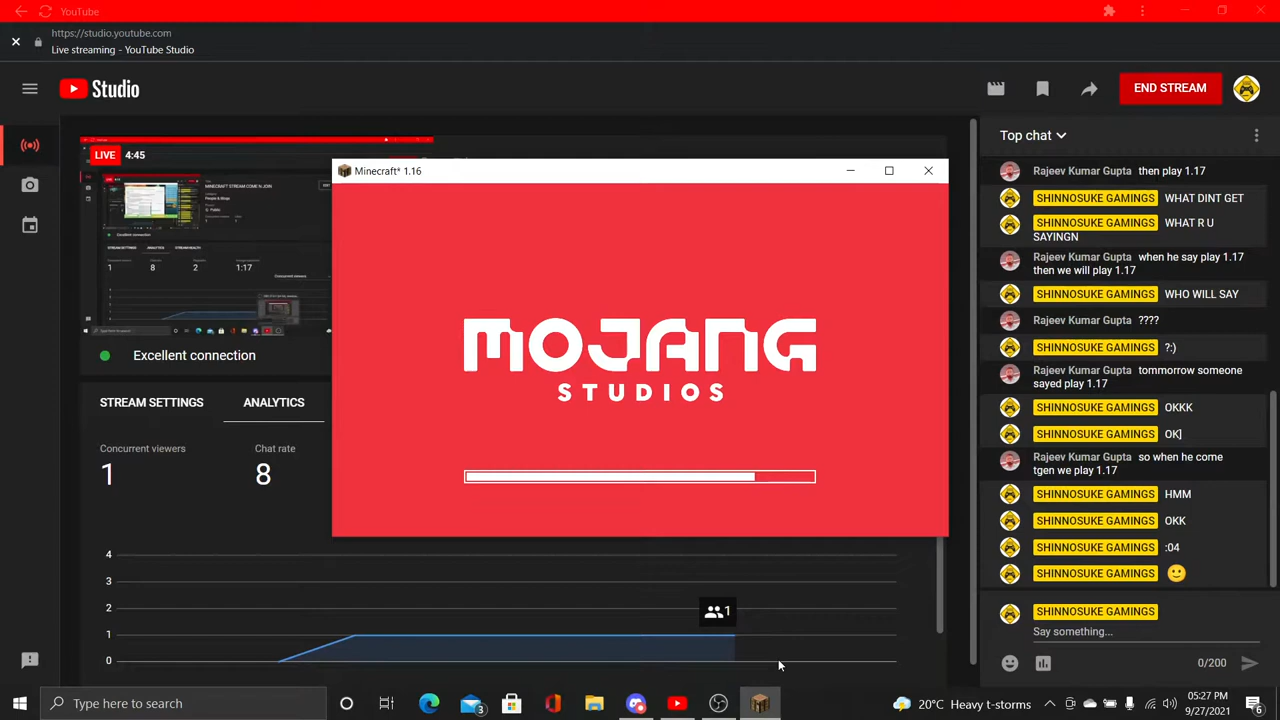 YouTube
https://studio.youtube.com
Live streaming - YouTube Studio
Studio
END STREAM
LIVE 4:45
MINECRAFT STREAM COME N JOIN
Excellent connection
STREAM SETTINGS
ANALYTICS
Concurrent viewers
1
Chat rate
8
4
3
2
1
0
1
Minecraft* 1.16
MOJANG
STUDIOS
Top chat
Rajeev Kumar Gupta then play 1.17
SHINNOSUKE GAMINGS WHAT DINT GET
SHINNOSUKE GAMINGS WHAT R U
SAYINGN
Rajeev Kumar Gupta when he say play 1.17
then we will play 1.17
SHINNOSUKE GAMINGS WHO WILL SAY
Rajeev Kumar Gupta ????
SHINNOSUKE GAMINGS ?:)
Rajeev Kumar Gupta tommorrow someone
sayed play 1.17
SHINNOSUKE GAMINGS OKKK
SHINNOSUKE GAMINGS OK]
Rajeev Kumar Gupta so when he come
tgen we play 1.17
SHINNOSUKE GAMINGS HMM
SHINNOSUKE GAMINGS OKK
SHINNOSUKE GAMINGS :04
SHINNOSUKE GAMINGS 🙂
SHINNOSUKE GAMINGS
Say something...
0/200
Type here to search
3
20°C Heavy t-storms
05:27 PM
9/27/2021
6